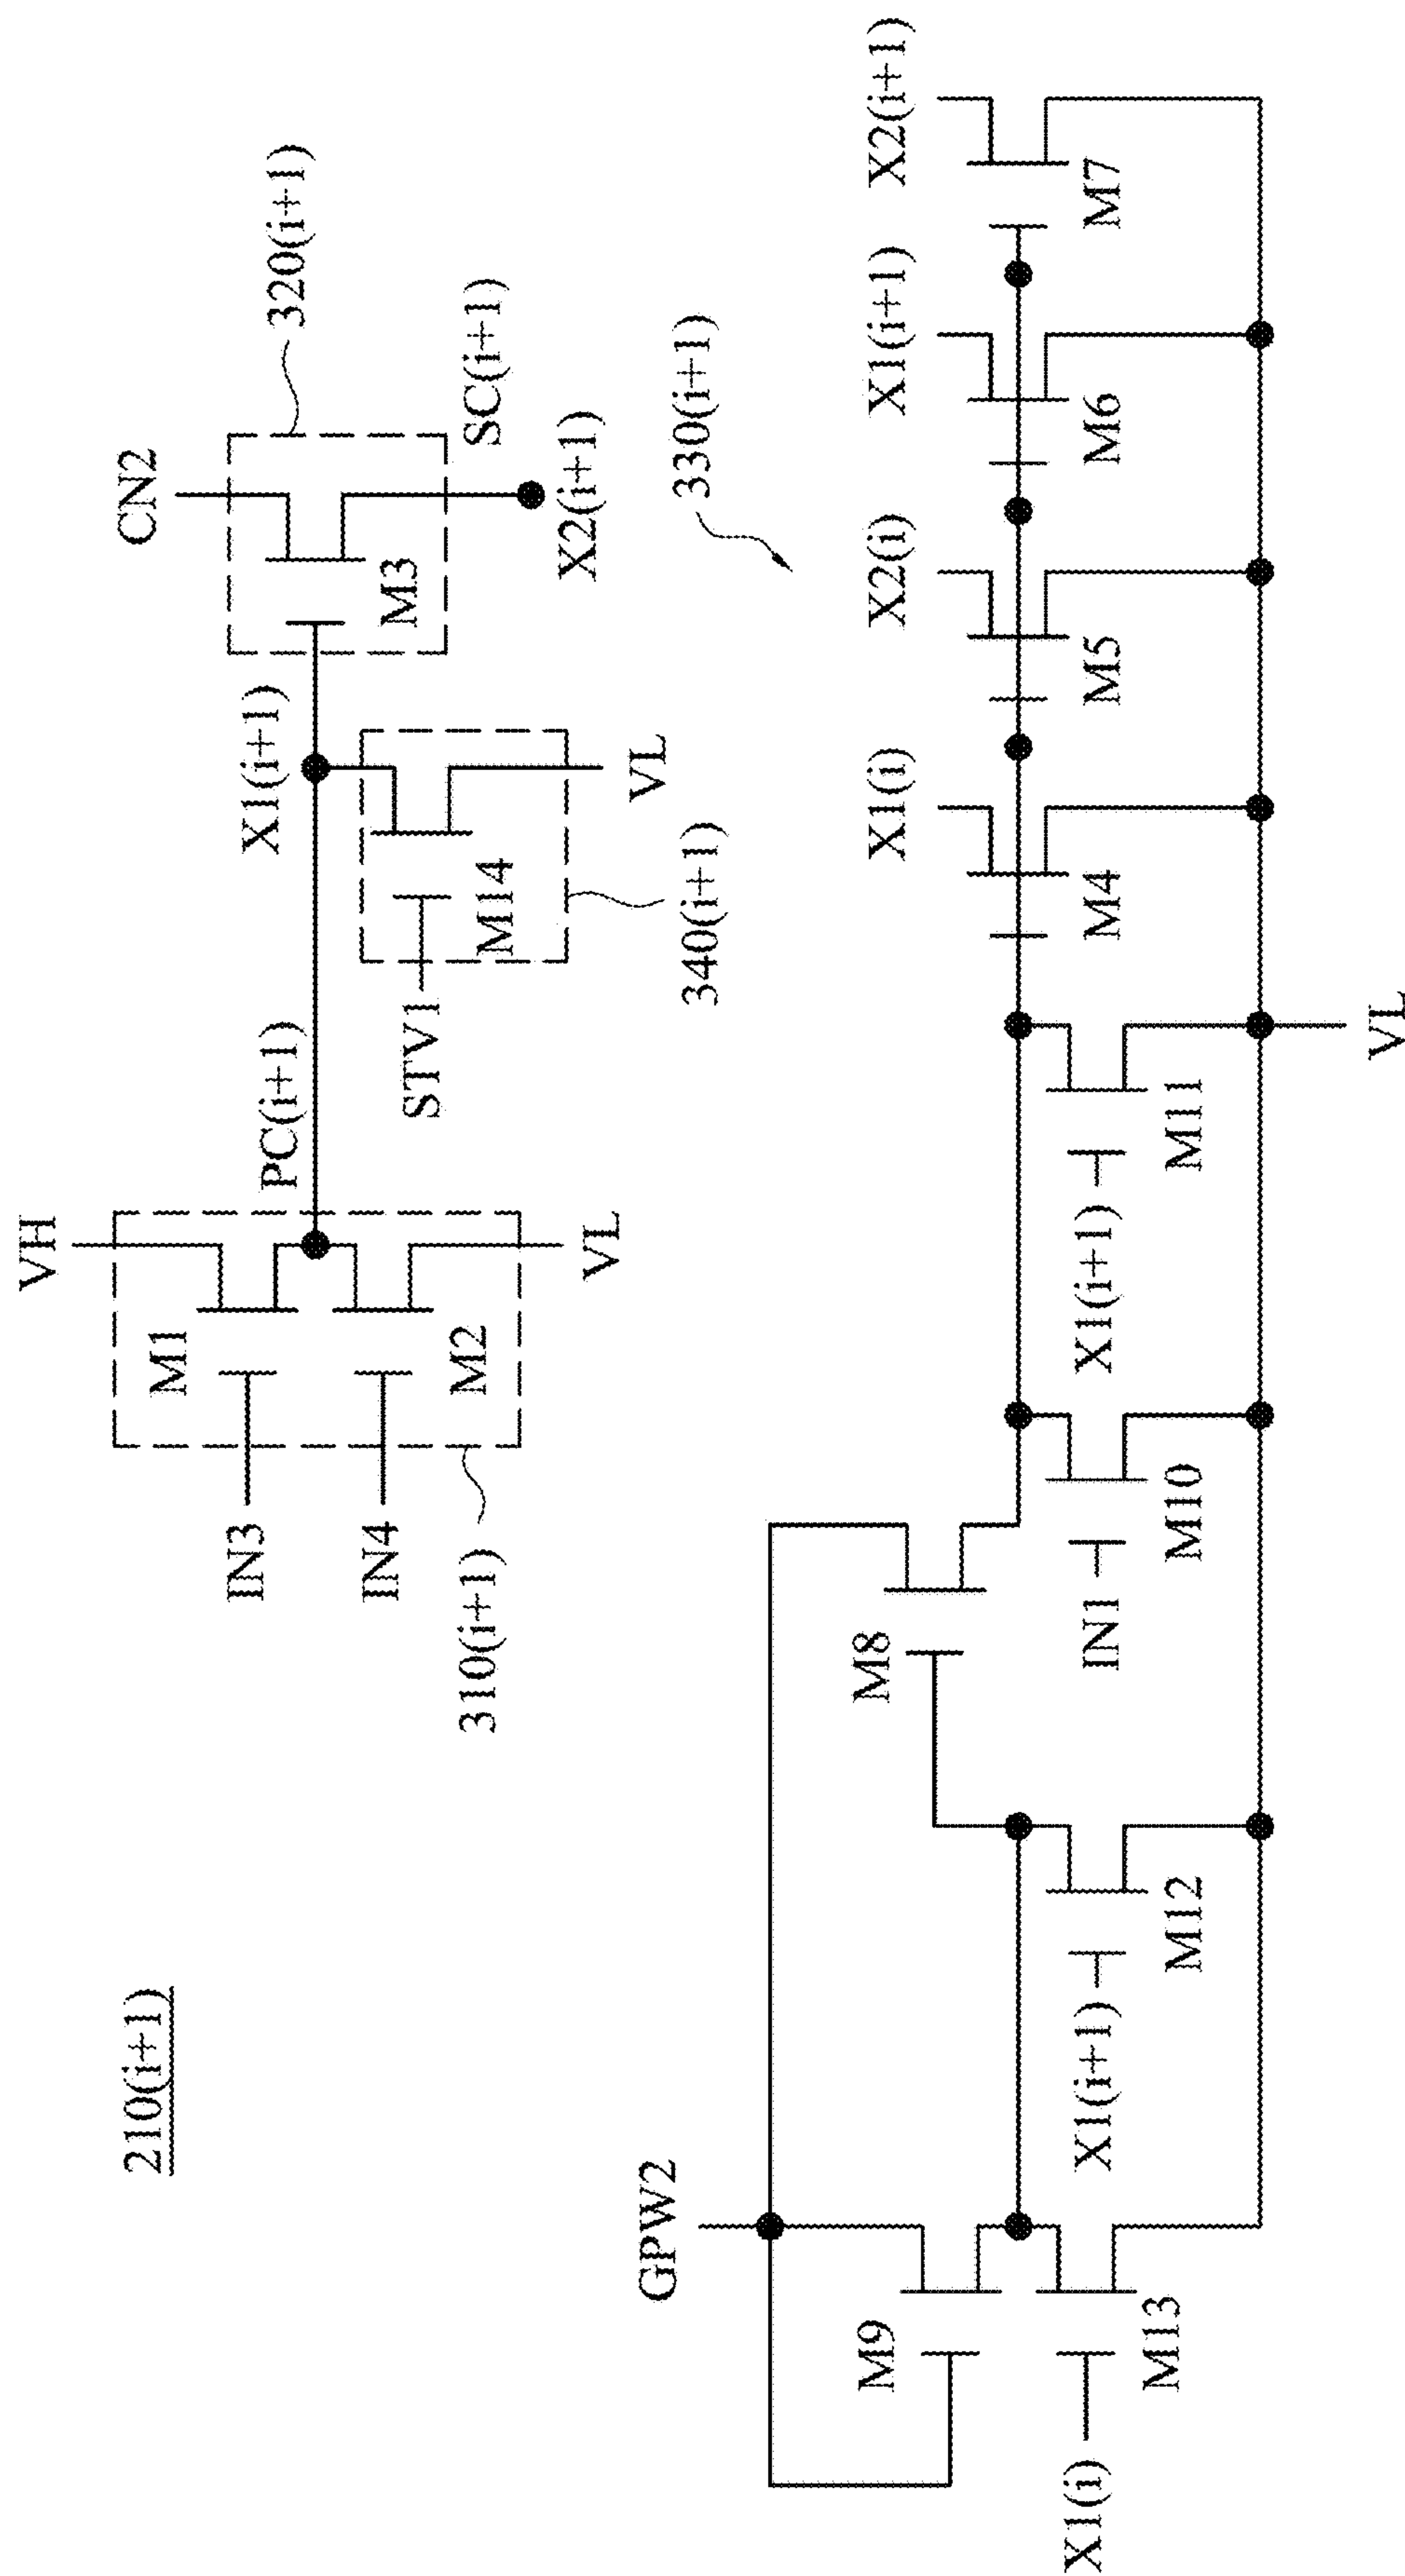 210(i+1)
VH
IN3
M1
IN4
M2
VL
310(i+1)
PC(i+1)
X1(i+1)
STV1
M14
VL
340(i+1)
CN2
M3
320(i+1)
SC(i+1)
X2(i+1)
330(i+1)
GPW2
M9
X1(i)
M13
X1(i+1)
M12
M8
IN1
M10
X1(i+1)
M11
VL
X1(i)
M4
X2(i)
M5
X1(i+1)
M6
X2(i+1)
M7